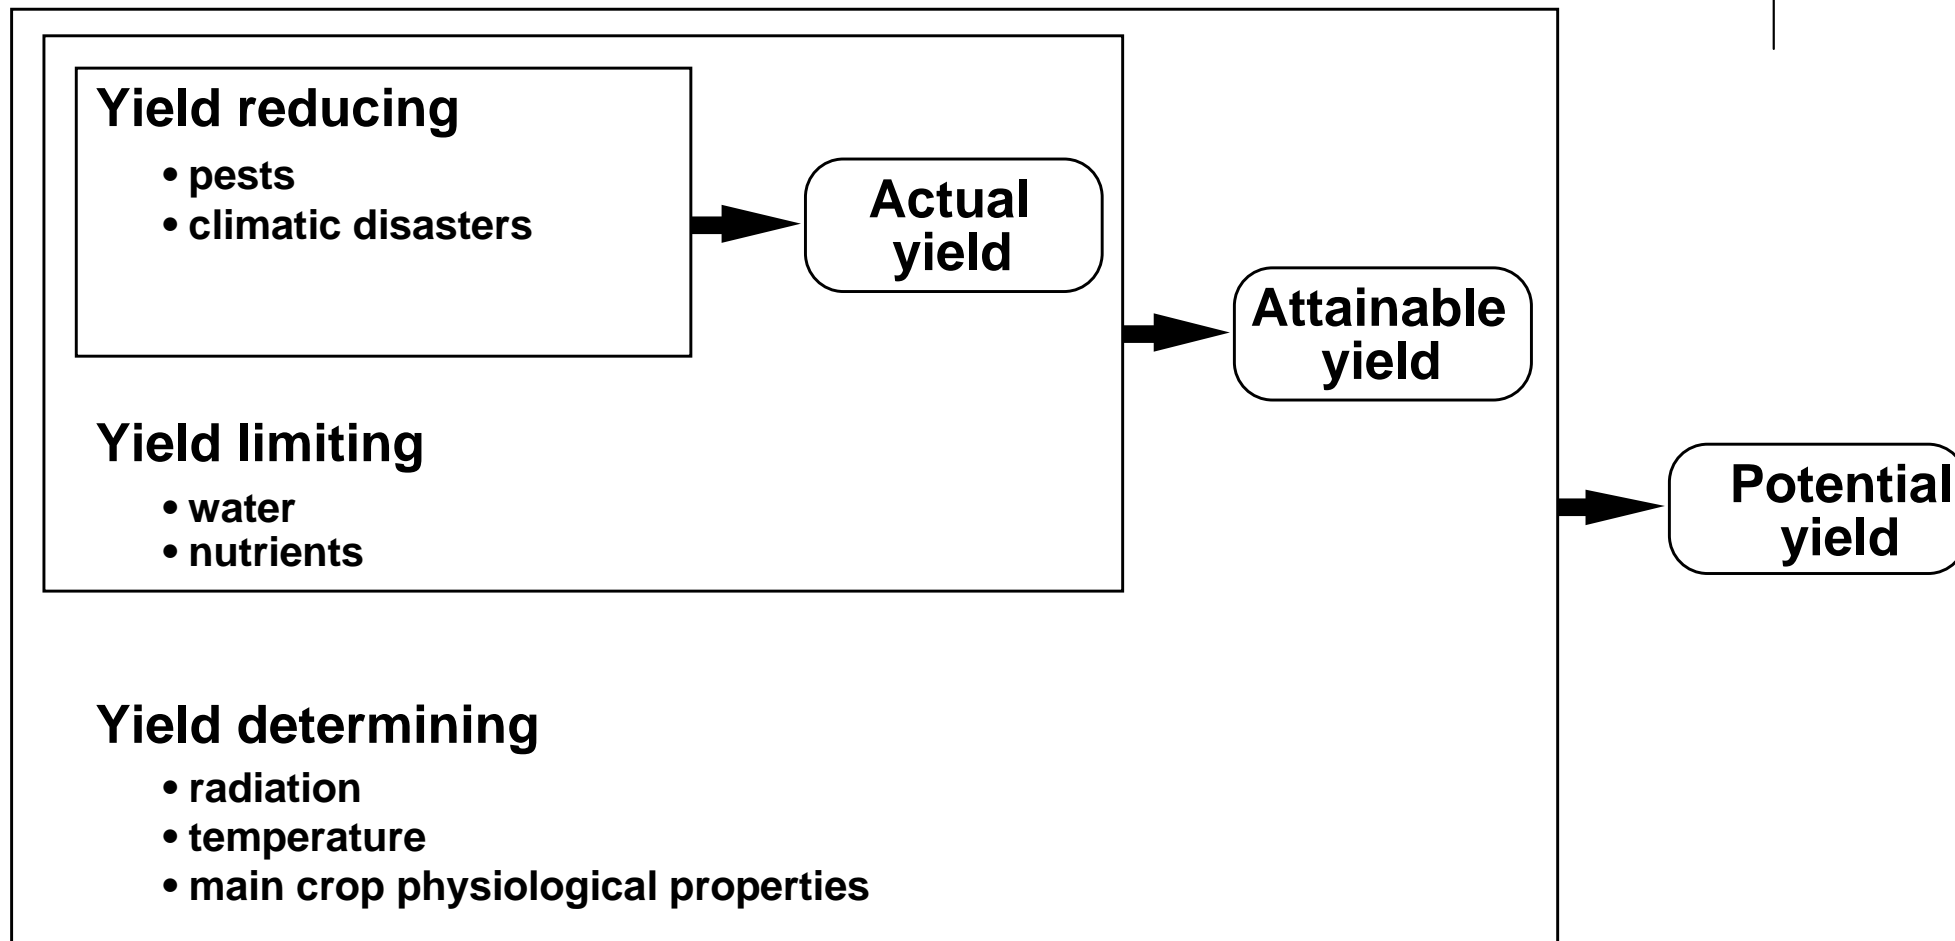 Yield reducing
• pests
• climatic disasters
Actual
yield
Attainable
yield
Yield limiting
• water
• nutrients
Potential
yield
Yield determining
• radiation
• temperature
• main crop physiological properties